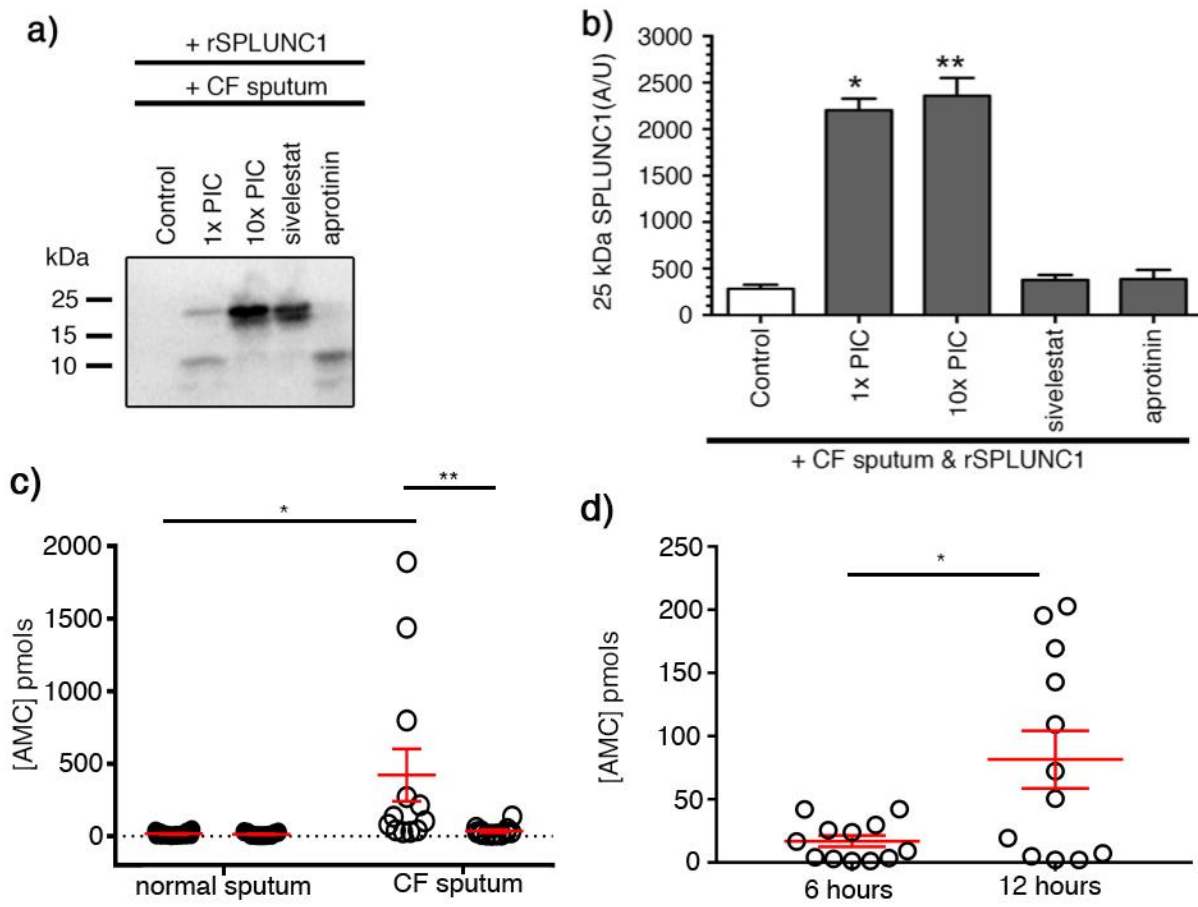 a)
+ rSPLUNC1
+ CF sputum
Control
1x PIC
10x PIC
sivelestat
aprotinin
kDa
25
15
10
b)
25 kDa SPLUNC1(A/U)
3000
2500
2000
1500
1000
500
0
*
**
Control
1x PIC
10x PIC
sivelestat
aprotinin
+ CF sputum & rSPLUNC1
c)
[AMC] pmols
2000
1500
1000
500
0
*
**
normal sputum
CF sputum
d)
[AMC] pmols
250
200
150
100
50
0
*
6 hours
12 hours